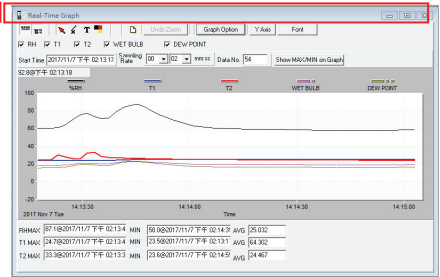 Real-Time Graph
Undo Zoom Graph Option Y Axis Font
RH T1 T2 WET BULB DEW POINT
Start Time 2017/11/7 下午 02:13:17 Sampling Rate 00 02 mm:ss Data No. 54 Show MAX/MIN on Graph
92.8@下午 02:13:18
%RH T1 T2 WET BULB DEW POINT
100
80
60
40
20
0
-20
14:13:30 14:14:00 14:14:30 14:15:00
2017 Nov 7 Tue Time
RHMAX 87.1@2017/11/7 下午 02:13:4 MIN 58.0@2017/11/7 下午 02:14:3 AVG 25.032
T1 MAX 24.7@2017/11/7 下午 02:13:4 MIN 23.5@2017/11/7 下午 02:13:1 AVG 64.302
T2 MAX 33.3@2017/11/7 下午 02:13:3 MIN 23.6@2017/11/7 下午 02:14:5 AVG 24.467